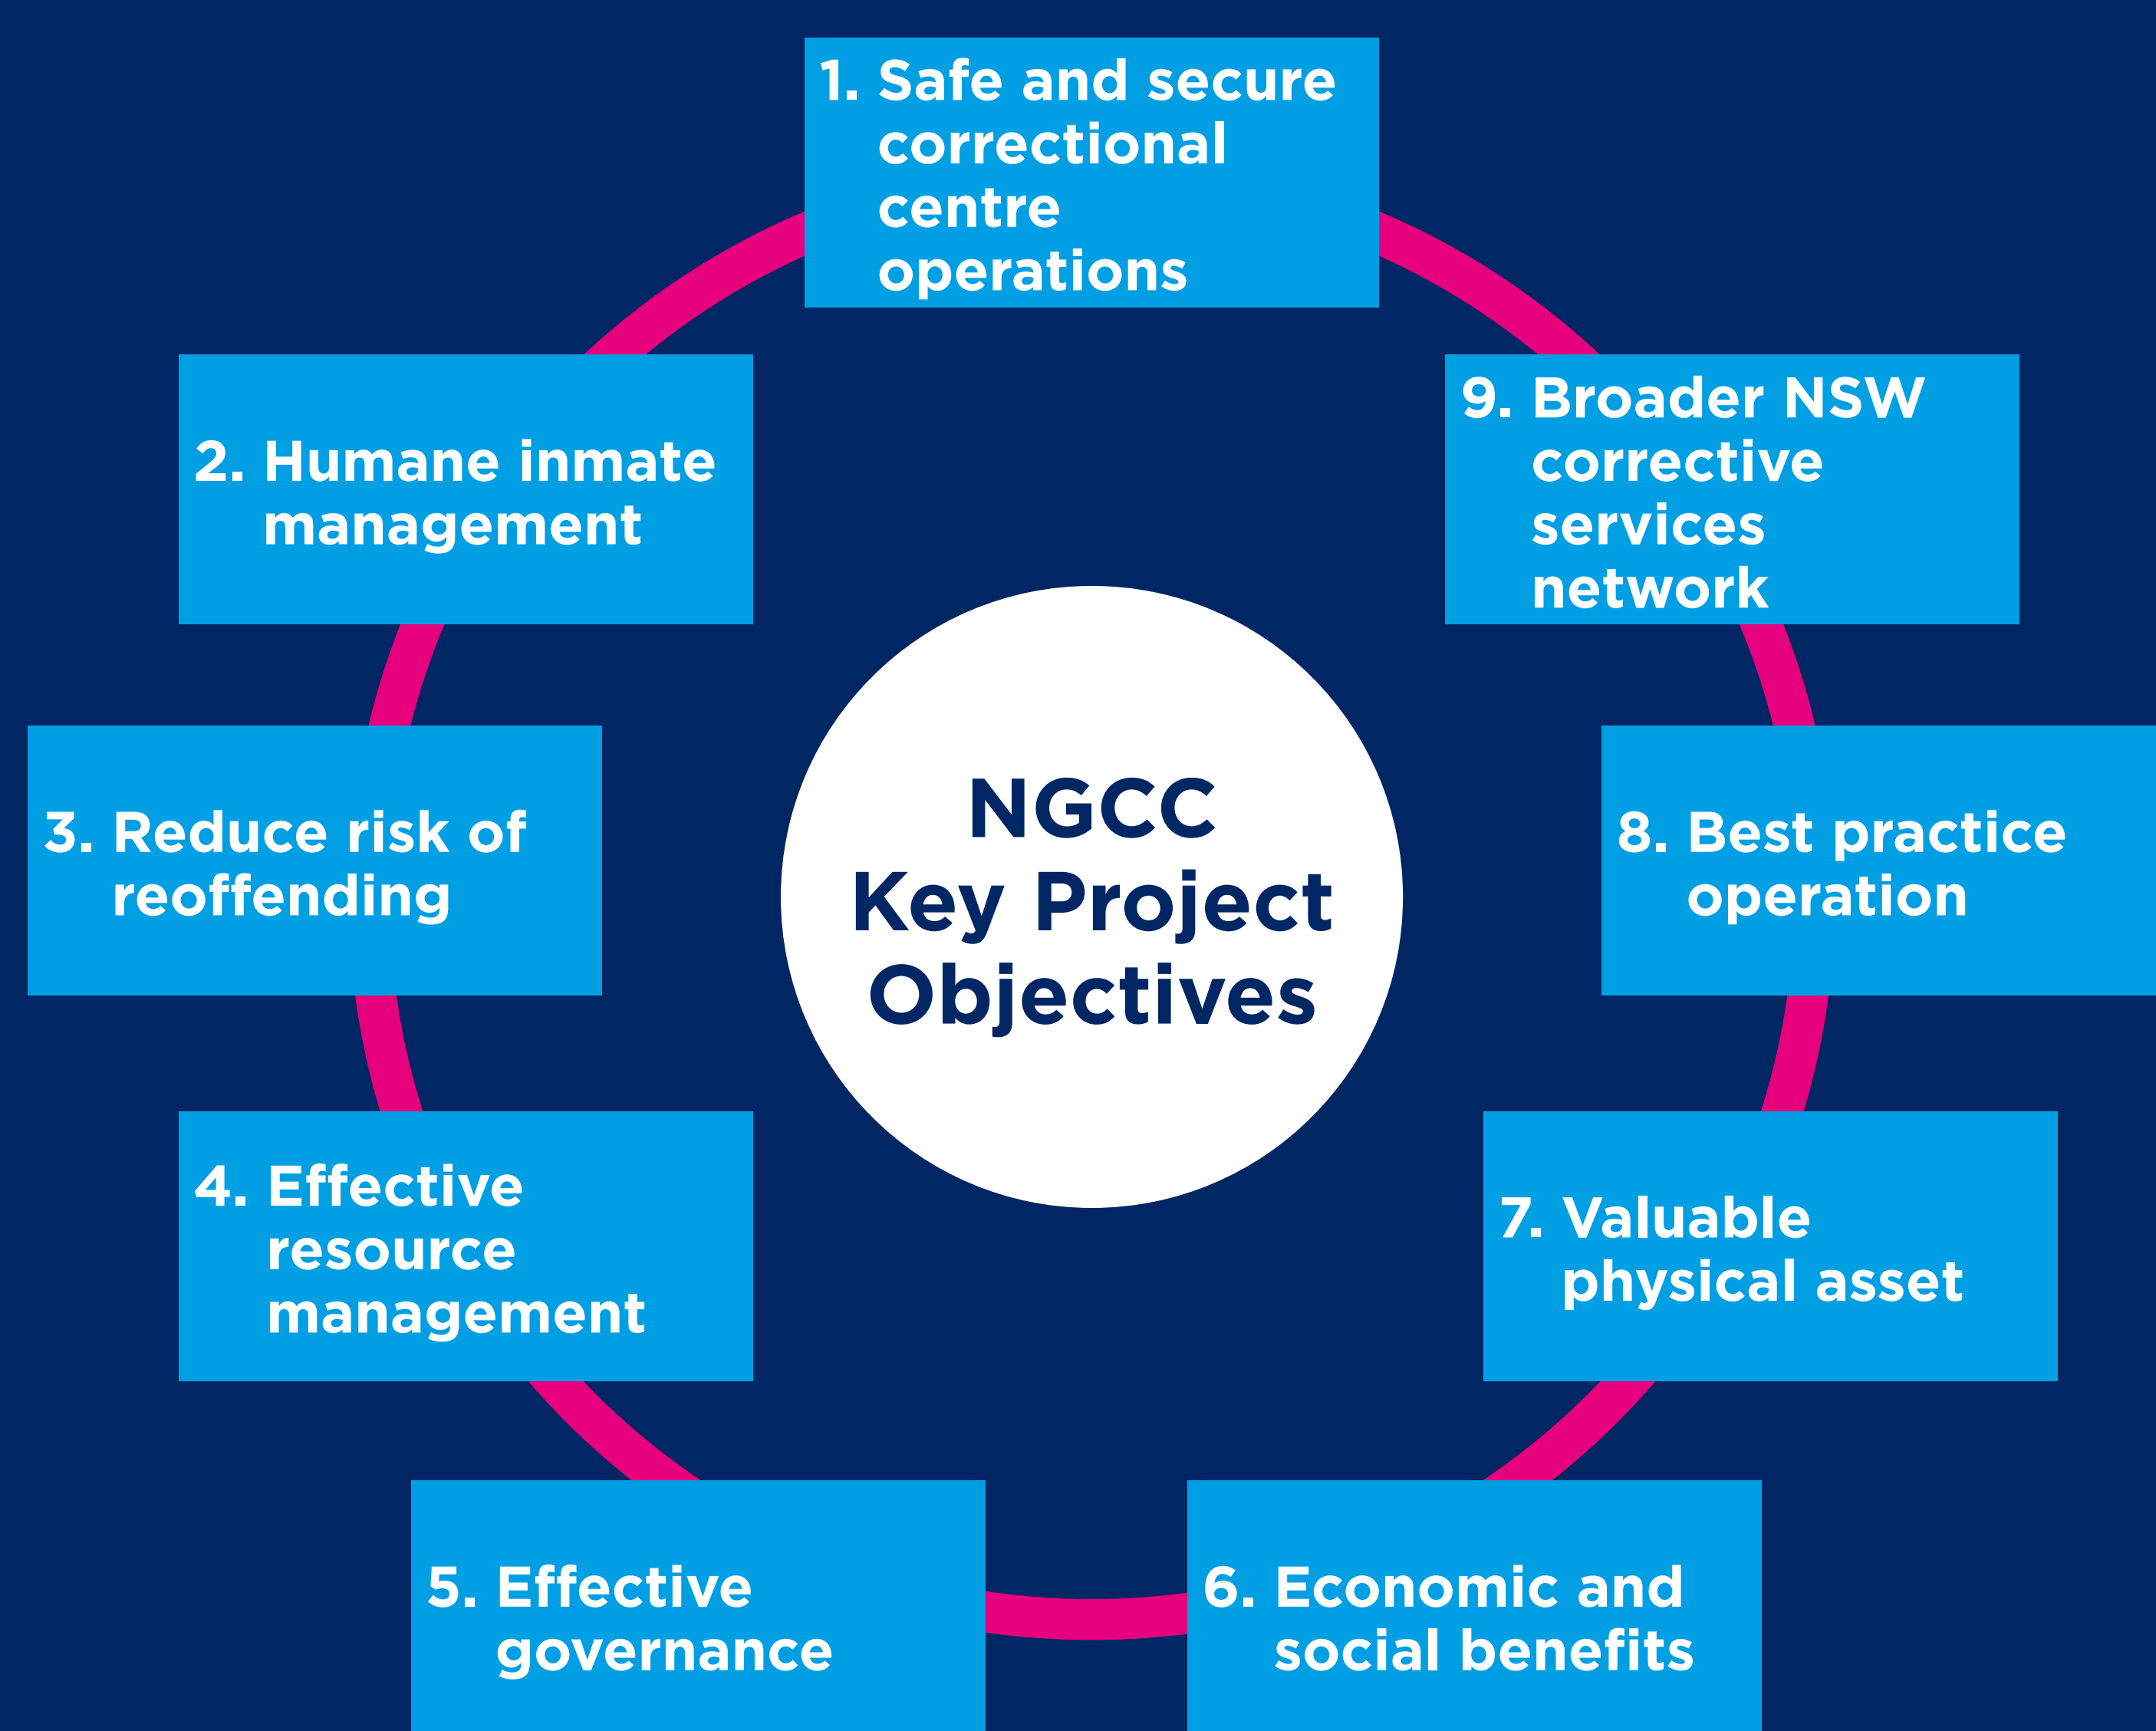 1. Safe and secure
correctional
centre
operations
2. Humane inmate
management
3. Reduce risk of
reoffending
4. Effective
resource
management
5. Effective
governance
6. Economic and
social benefits
7. Valuable
physical asset
8. Best practice
operation
9. Broader NSW
corrective
services
network
NGCC
Key Project
Objectives